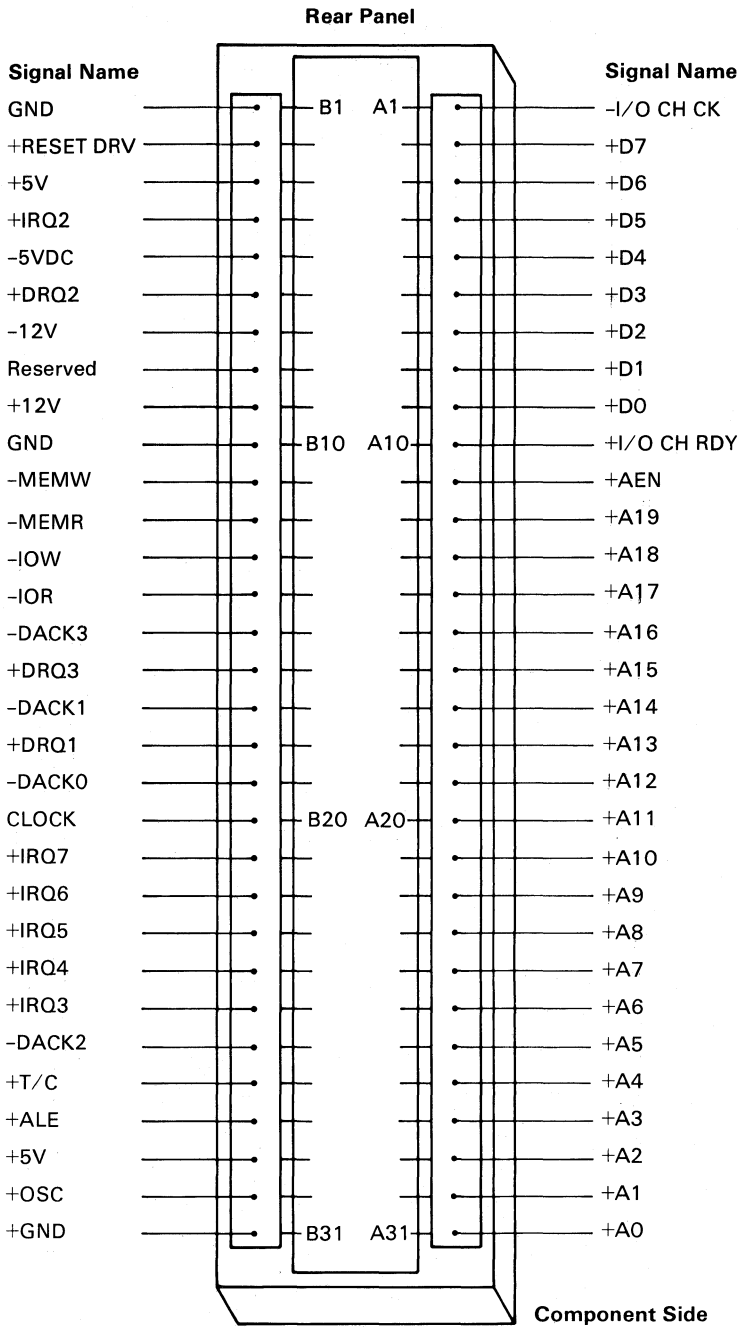 Rear Panel
Signal Name Signal Name
GND B1 A1 -I/O CH CK
+RESET DRV +D7
+5V +D6
+IRQ2 +D5
-5VDC +D4
+DRQ2 +D3
-12V +D2
Reserved +D1
+12V +D0
GND B10 A10 +I/O CH RDY
-MEMW +AEN
-MEMR +A19
-IOW +A18
-IOR +A17
-DACK3 +A16
+DRQ3 +A15
-DACK1 +A14
+DRQ1 +A13
-DACK0 +A12
CLOCK B20 A20 +A11
+IRQ7 +A10
+IRQ6 +A9
+IRQ5 +A8
+IRQ4 +A7
+IRQ3 +A6
-DACK2 +A5
+T/C +A4
+ALE +A3
+5V +A2
+OSC +A1
+GND B31 A31 +A0
Component Side